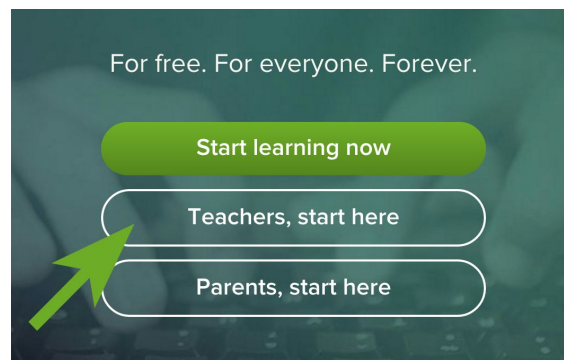 For free. For everyone. Forever.
Start learning now
Teachers, start here
Parents, start here